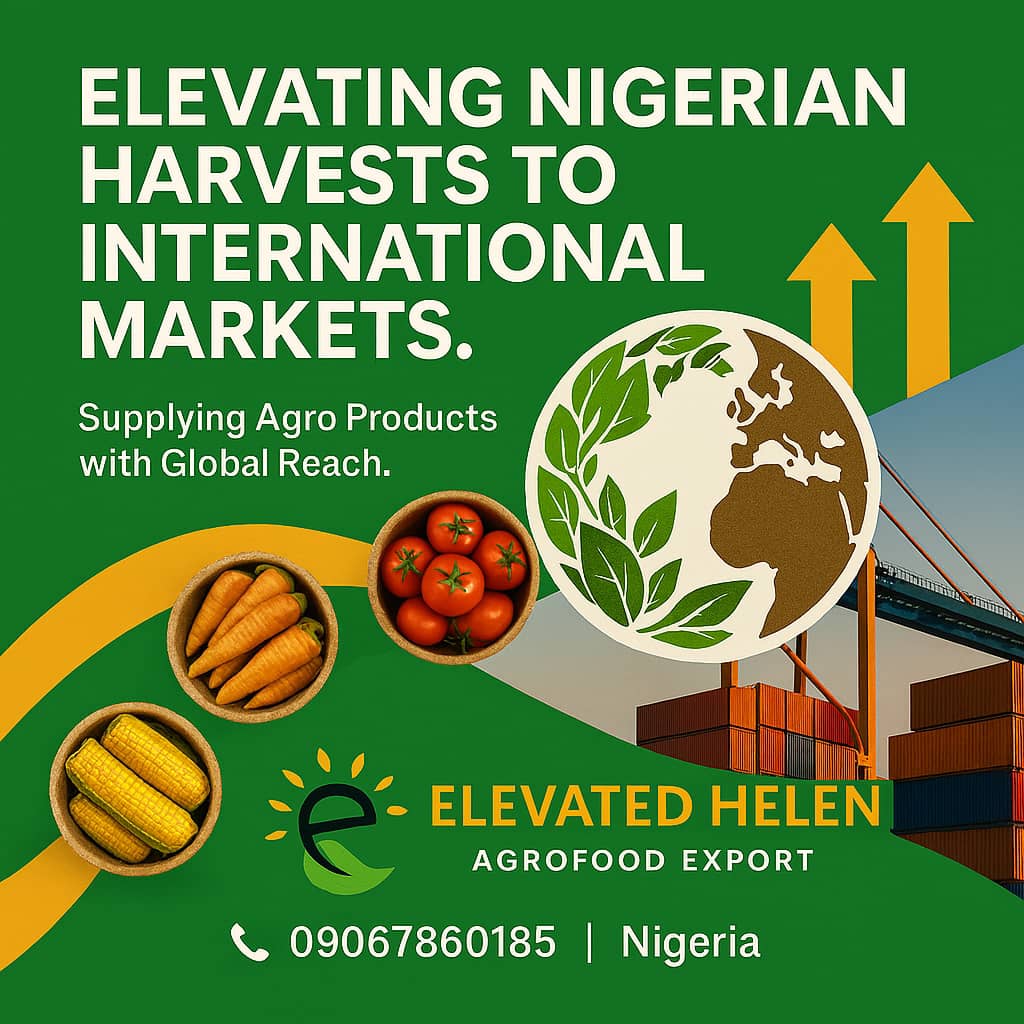 ELEVATING NIGERIAN
HARVESTS TO
INTERNATIONAL
MARKETS.
Supplying Agro Products
with Global Reach.
e
ELEVATED HELEN
AGROFOOD EXPORT
09067860185 | Nigeria